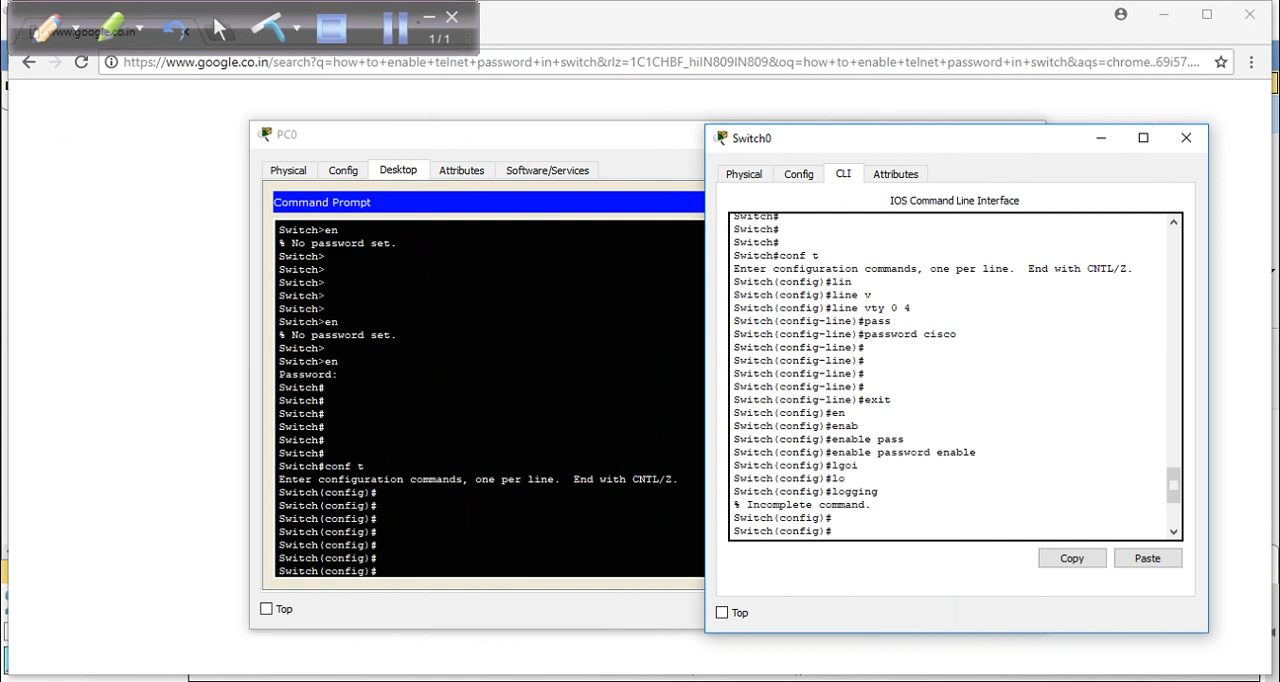 www.google.co.in
1/1
https://www.google.co.in/search?q=how+to+enable+telnet+password+in+switch&rlz=1C1CHBF_hiIN809IN809&oq=how+to+enable+telnet+password+in+switch&aqs=chrome..69i57....
PC0
Physical Config Desktop Attributes Software/Services
Command Prompt
Switch>en
% No password set.
Switch>
Switch>
Switch>
Switch>
Switch>
Switch>en
% No password set.
Switch>
Switch>en
Password:
Switch#
Switch#
Switch#
Switch#
Switch#
Switch#
Switch#conf t
Enter configuration commands, one per line.  End with CNTL/Z.
Switch(config)#
Switch(config)#
Switch(config)#
Switch(config)#
Switch(config)#
Switch(config)#
Switch(config)#
Top
Switch0
Physical Config CLI Attributes
IOS Command Line Interface
Switch#
Switch#
Switch#
Switch#conf t
Enter configuration commands, one per line.  End with CNTL/Z.
Switch(config)#lin
Switch(config)#line v
Switch(config)#line vty 0 4
Switch(config-line)#pass
Switch(config-line)#password cisco
Switch(config-line)#
Switch(config-line)#
Switch(config-line)#
Switch(config-line)#
Switch(config-line)#exit
Switch(config)#en
Switch(config)#enab
Switch(config)#enable pass
Switch(config)#enable password enable
Switch(config)#lgoi
Switch(config)#lo
Switch(config)#logging
% Incomplete command.
Switch(config)#
Switch(config)#
Copy Paste
Top